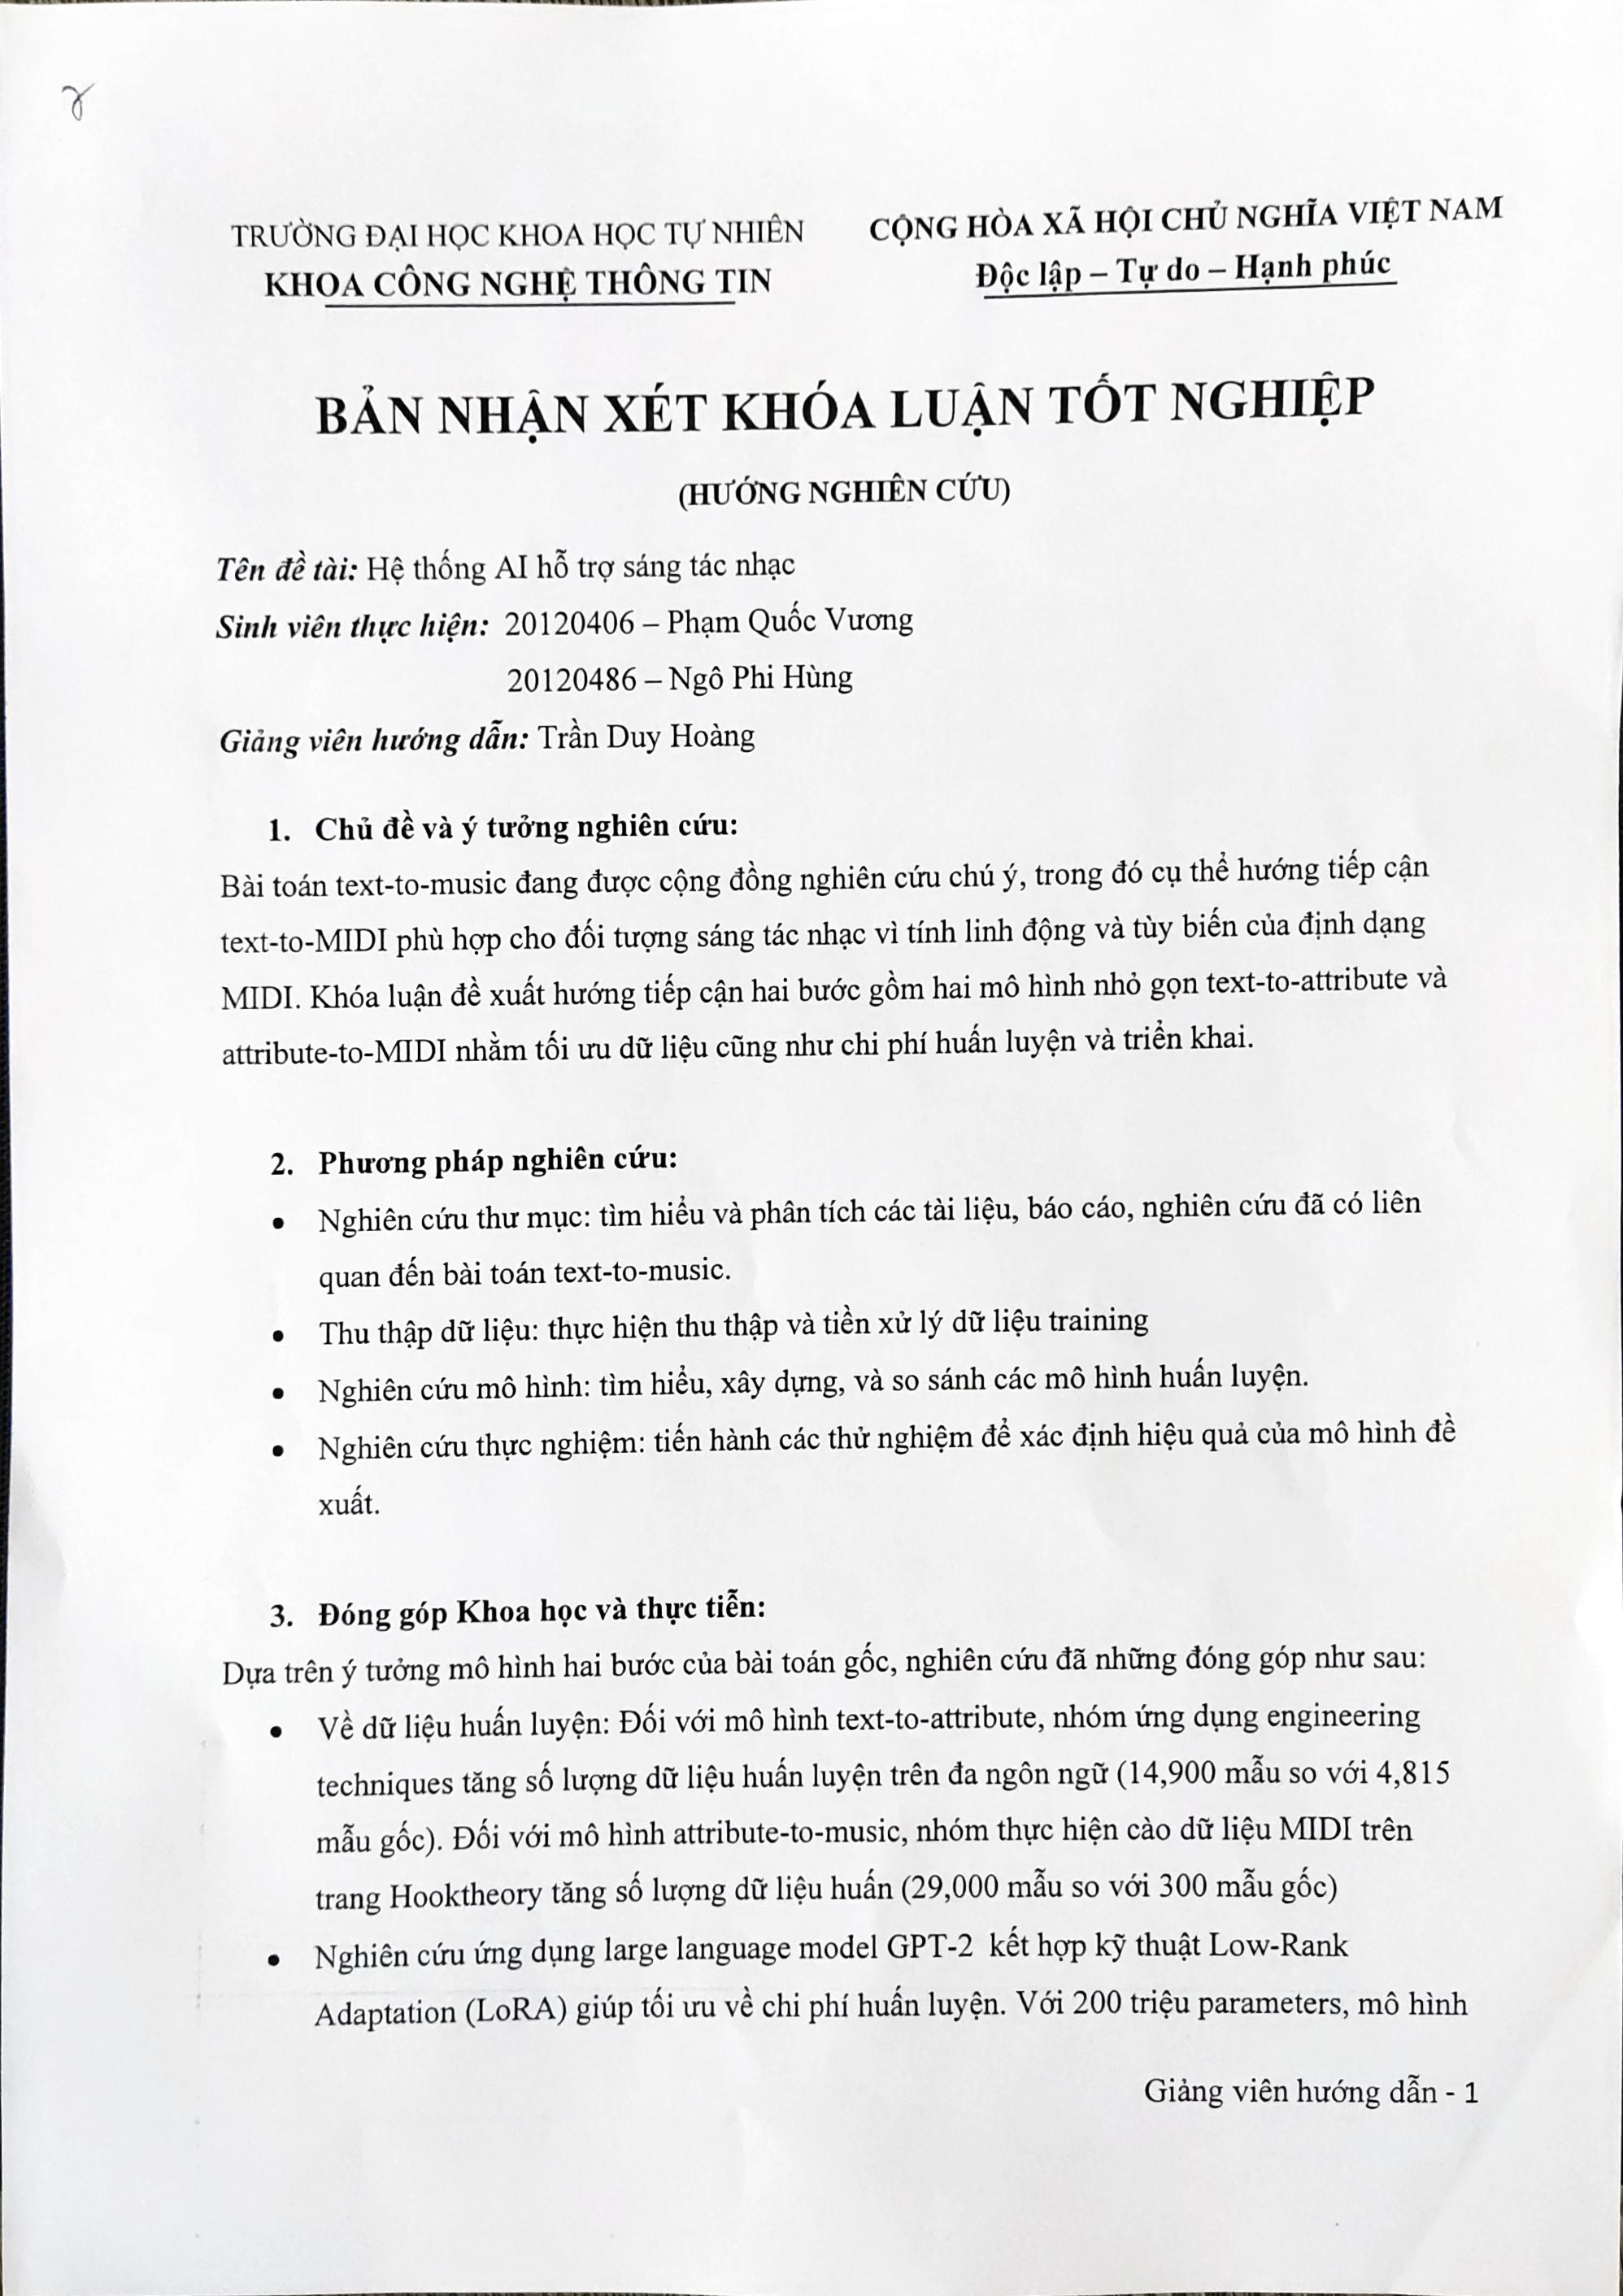 TRƯỜNG ĐẠI HỌC KHOA HỌC TỰ NHIÊN
KHOA CÔNG NGHỆ THÔNG TIN
CỘNG HÒA XÃ HỘI CHỦ NGHĨA VIỆT NAM
Độc lập – Tự do – Hạnh phúc
BẢN NHẬN XÉT KHÓA LUẬN TỐT NGHIỆP
(HƯỚNG NGHIÊN CỨU)
Tên đề tài: Hệ thống AI hỗ trợ sáng tác nhạc
Sinh viên thực hiện: 20120406 – Phạm Quốc Vương
20120486 – Ngô Phi Hùng
Giảng viên hướng dẫn: Trần Duy Hoàng
1. Chủ đề và ý tưởng nghiên cứu:
Bài toán text-to-music đang được cộng đồng nghiên cứu chú ý, trong đó cụ thể hướng tiếp cận
text-to-MIDI phù hợp cho đối tượng sáng tác nhạc vì tính linh động và tùy biến của định dạng
MIDI. Khóa luận đề xuất hướng tiếp cận hai bước gồm hai mô hình nhỏ gọn text-to-attribute và
attribute-to-MIDI nhằm tối ưu dữ liệu cũng như chi phí huấn luyện và triển khai.
2. Phương pháp nghiên cứu:
• Nghiên cứu thư mục: tìm hiểu và phân tích các tài liệu, báo cáo, nghiên cứu đã có liên
quan đến bài toán text-to-music.
• Thu thập dữ liệu: thực hiện thu thập và tiền xử lý dữ liệu training
• Nghiên cứu mô hình: tìm hiểu, xây dựng, và so sánh các mô hình huấn luyện.
• Nghiên cứu thực nghiệm: tiến hành các thử nghiệm để xác định hiệu quả của mô hình đề
xuất.
3. Đóng góp Khoa học và thực tiễn:
Dựa trên ý tưởng mô hình hai bước của bài toán gốc, nghiên cứu đã những đóng góp như sau:
• Về dữ liệu huấn luyện: Đối với mô hình text-to-attribute, nhóm ứng dụng engineering
techniques tăng số lượng dữ liệu huấn luyện trên đa ngôn ngữ (14,900 mẫu so với 4,815
mẫu gốc). Đối với mô hình attribute-to-music, nhóm thực hiện cào dữ liệu MIDI trên
trang Hooktheory tăng số lượng dữ liệu huấn (29,000 mẫu so với 300 mẫu gốc)
• Nghiên cứu ứng dụng large language model GPT-2 kết hợp kỹ thuật Low-Rank
Adaptation (LoRA) giúp tối ưu về chi phí huấn luyện. Với 200 triệu parameters, mô hình
Giảng viên hướng dẫn - 1